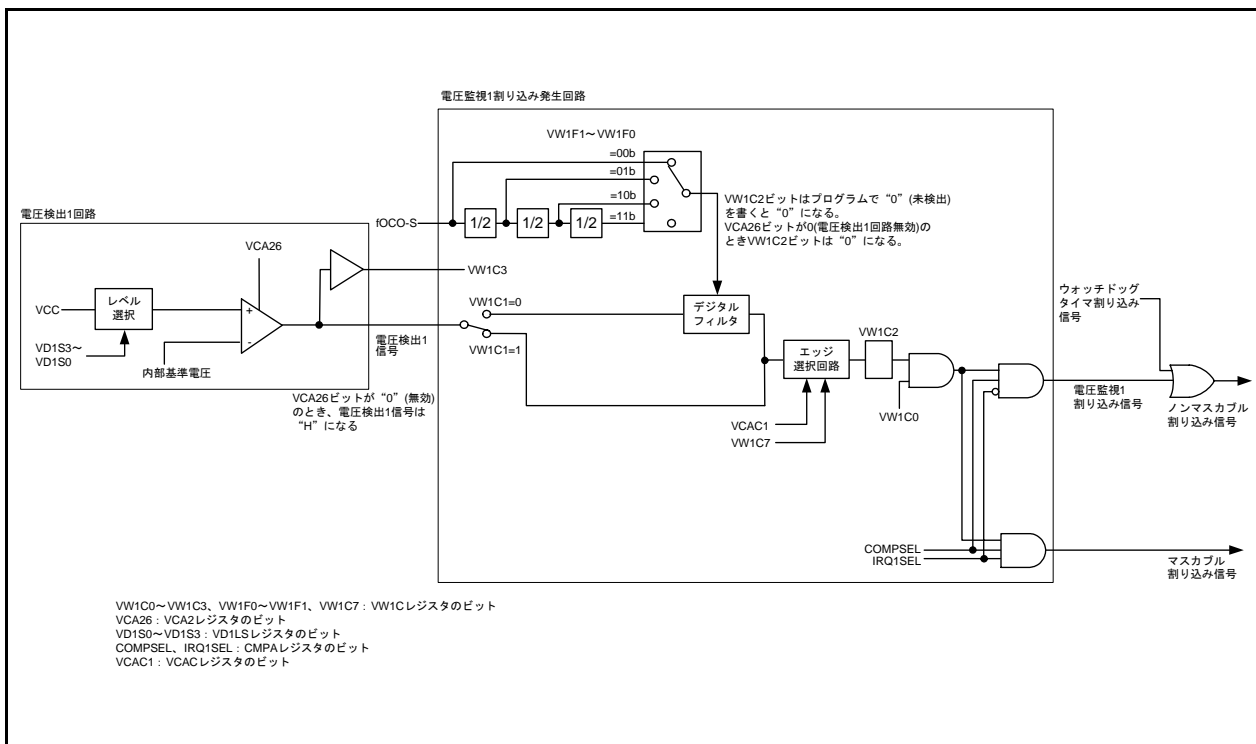 電圧監視1割り込み発生回路
VW1F1～VW1F0
=00b
=01b
=10b
=11b
fOCO-S
1/2
1/2
1/2
VW1C2ビットはプログラムで“0”(未検出)
を書くと“0”になる。
VCA26ビットが0(電圧検出1回路無効)の
ときVW1C2ビットは“0”になる。
電圧検出1回路
VCA26
VW1C3
VCC
レベル
選択
+
-
VD1S3～
VD1S0
内部基準電圧
電圧検出1
信号
VW1C1=0
VW1C1=1
デジタル
フィルタ
VCA26ビットが“0”(無効)
のとき、電圧検出1信号は
“H”になる
エッジ
選択回路
VW1C2
VW1C0
VCAC1
VW1C7
ウォッチドッグ
タイマ割り込み
信号
電圧監視1
割り込み信号
ノンマスカブル
割り込み信号
COMPSEL
IRQ1SEL
マスカブル
割り込み信号
VW1C0～VW1C3、VW1F0～VW1F1、VW1C7：VW1Cレジスタのビット
VCA26：VCA2レジスタのビット
VD1S0～VD1S3：VD1LSレジスタのビット
COMPSEL、IRQ1SEL：CMPAレジスタのビット
VCAC1：VCACレジスタのビット